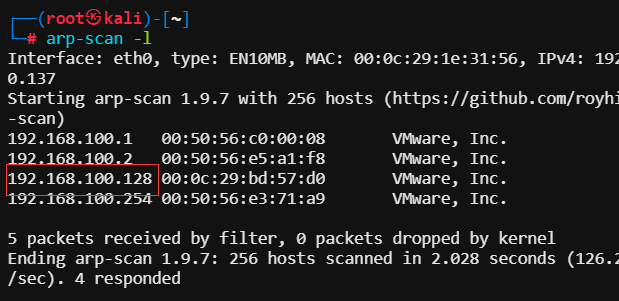 ┌──(root㉿kali)-[~]
└─# arp-scan -l
Interface: eth0, type: EN10MB, MAC: 00:0c:29:1e:31:56, IPv4: 192
0.137
Starting arp-scan 1.9.7 with 256 hosts (https://github.com/royhi
-scan)
192.168.100.1 00:50:56:c0:00:08 VMware, Inc.
192.168.100.2 00:50:56:e5:a1:f8 VMware, Inc.
192.168.100.128 00:0c:29:bd:57:d0 VMware, Inc.
192.168.100.254 00:50:56:e3:71:a9 VMware, Inc.
5 packets received by filter, 0 packets dropped by kernel
Ending arp-scan 1.9.7: 256 hosts scanned in 2.028 seconds (126.2
/sec). 4 responded